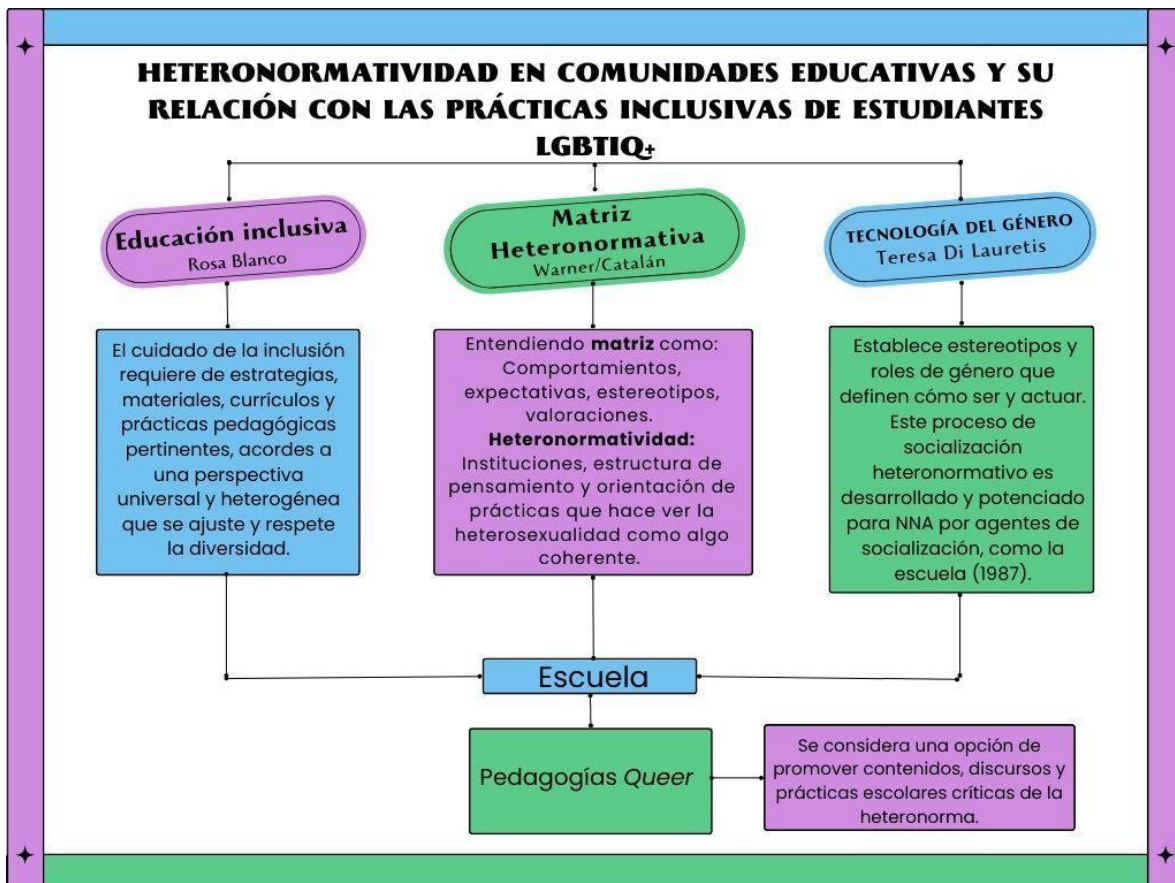 HETERONORMATIVIDAD EN COMUNIDADES EDUCATIVAS Y SU
RELACIÓN CON LAS PRÁCTICAS INCLUSIVAS DE ESTUDIANTES
LGBTIQ+
Educación inclusiva
Rosa Blanco
Matriz
Heteronormativa
Warner/Catalán
TECNOLOGÍA DEL GÉNERO
Teresa Di Lauretis
El cuidado de la inclusión
requiere de estrategias,
materiales, currículos y
prácticas pedagógicas
pertinentes, acordes a
una perspectiva
universal y heterogénea
que se ajuste y respete
la diversidad.
Entendiendo matriz como:
Comportamientos,
expectativas, estereotipos,
valoraciones.
Heteronormatividad:
Instituciones, estructura de
pensamiento y orientación de
prácticas que hace ver la
heterosexualidad como algo
coherente.
Establece estereotipos y
roles de género que
definen cómo ser y actuar.
Este proceso de
socialización
heteronormativo es
desarrollado y potenciado
para NNA por agentes de
socialización, como la
escuela (1987).
Escuela
Pedagogías Queer
Se considera una opción de
promover contenidos, discursos y
prácticas escolares críticas de la
heteronorma.